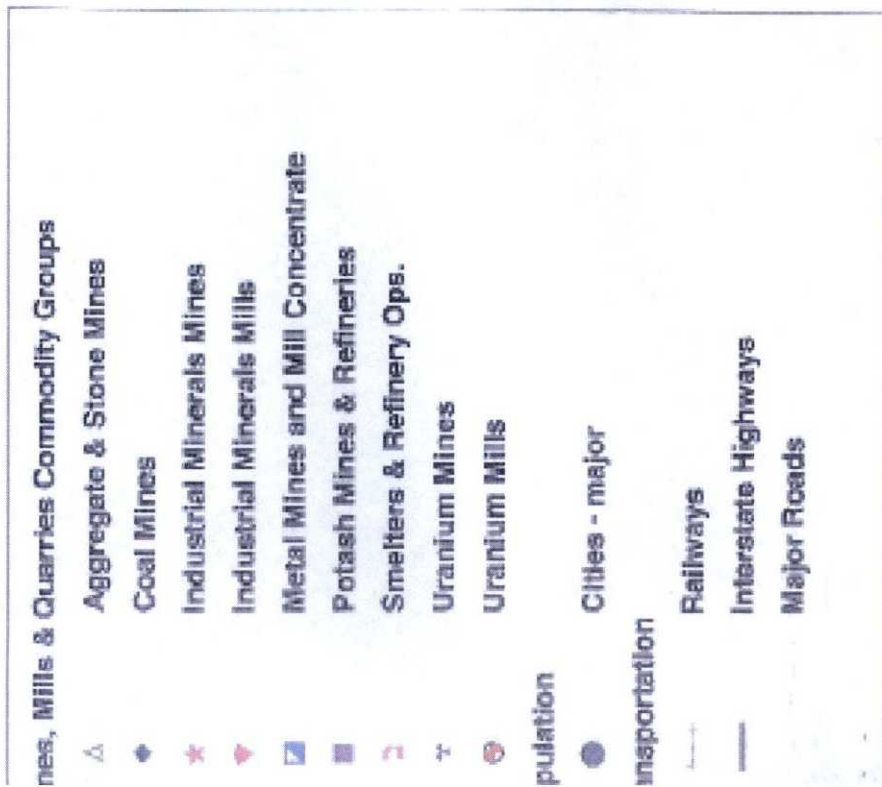 nes, Mills & Quarries Commodity Groups
Aggregate & Stone Mines
Coal Mines
Industrial Minerals Mines
Industrial Minerals Mills
Metal Mines and Mill Concentrate
Potash Mines & Refineries
Smelters & Refinery Ops.
Uranium Mines
Uranium Mills
pulation
Cities - major
ansportation
Railways
Interstate Highways
Major Roads